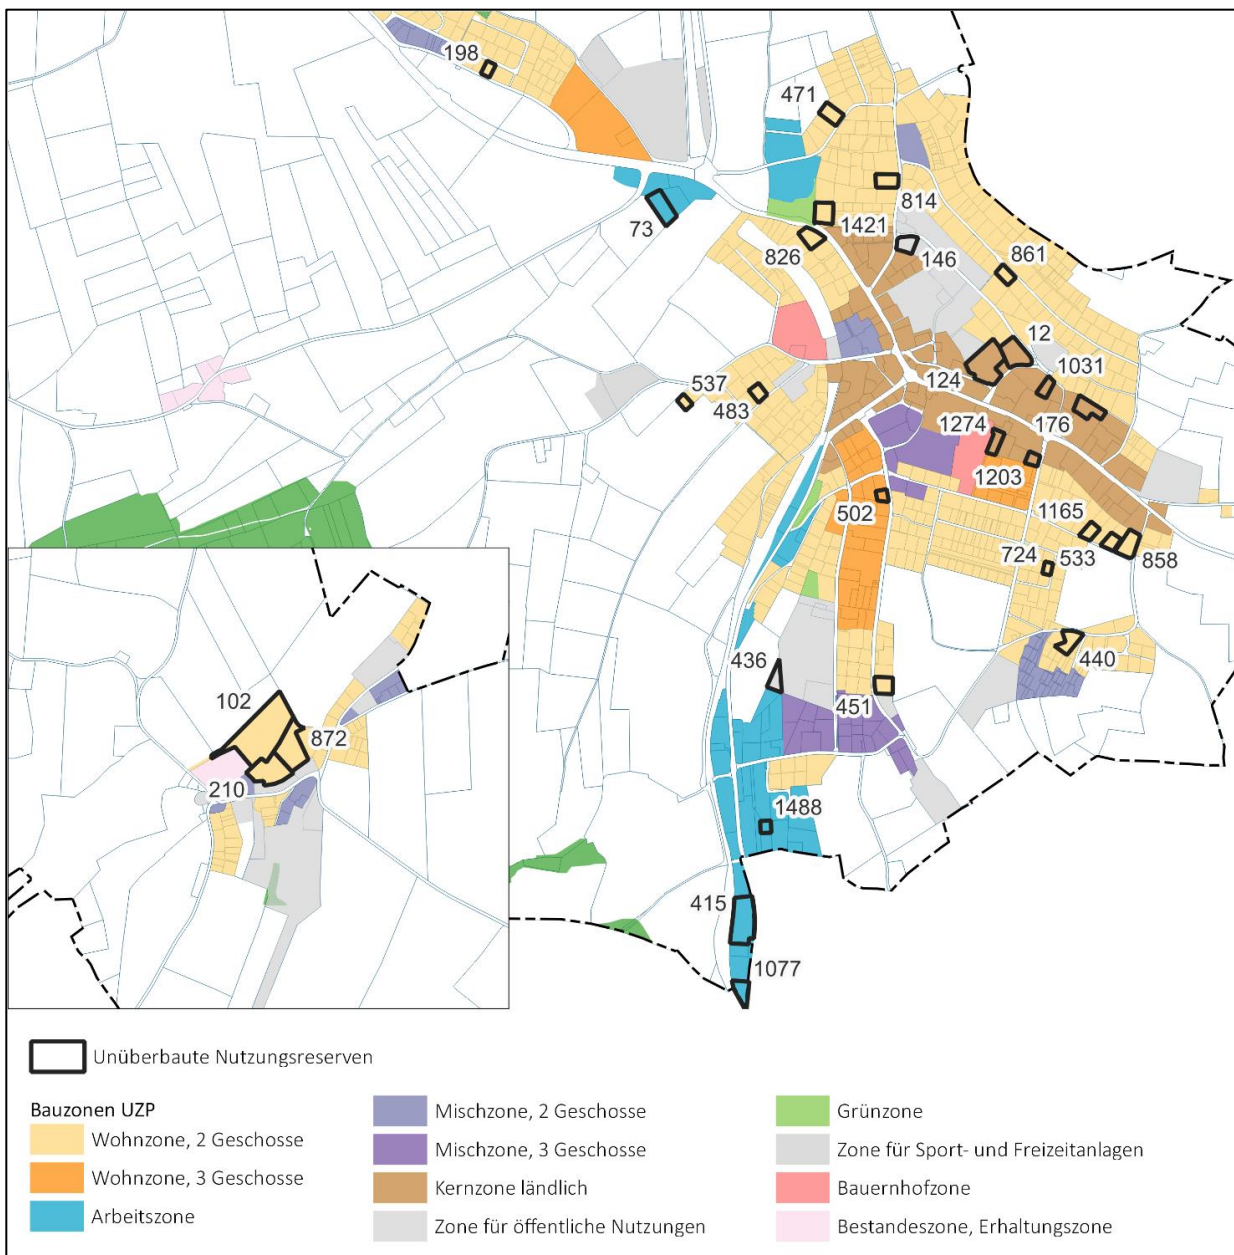 198
471
814
73
1421
826
146
861
12
124
1031
537
483
1274
176
1203
502
1165
724
533
858
436
440
451
102
872
210
1488
415
1077
Unüberbaute Nutzungsreserven
Bauzonen UZP
Wohnzone, 2 Geschosse
Wohnzone, 3 Geschosse
Arbeitszone
Mischzone, 2 Geschosse
Mischzone, 3 Geschosse
Kernzone ländlich
Zone für öffentliche Nutzungen
Grünzone
Zone für Sport- und Freizeitanlagen
Bauernhofzone
Bestandeszone, Erhaltungszone